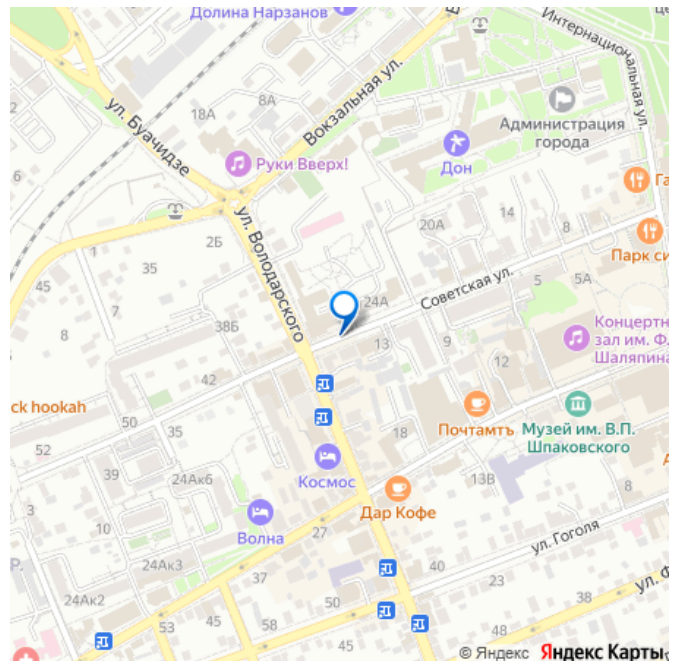 Долина Нарзанов
Интернациональная ул.
це
В
Вокзальная ул.
ул. Буачидзе
18А
8А
Администрация
города
Руки Вверх!
Дон
Га
20А
14
8
Парк си
1
2Б
ул. Володарского
35
Советская ул.
5
5А
45
24А
8
38Б
7
13
9
Концертн
зал им. Ф.
Шаляпина
12
42
ck hookah
50
35
Почтамтъ
Музей им. В.П.
Шпаковского
18
52
39
24Ак6
Космос
13В
А
Дар Кофе
8
10
Волна
27
ул. Гоголя
24Ак3
Р.
37
23
ул. Ф
40
24Ак2
50
38
53
45
58
45
48
45
© Яндекс Яндекс Карты